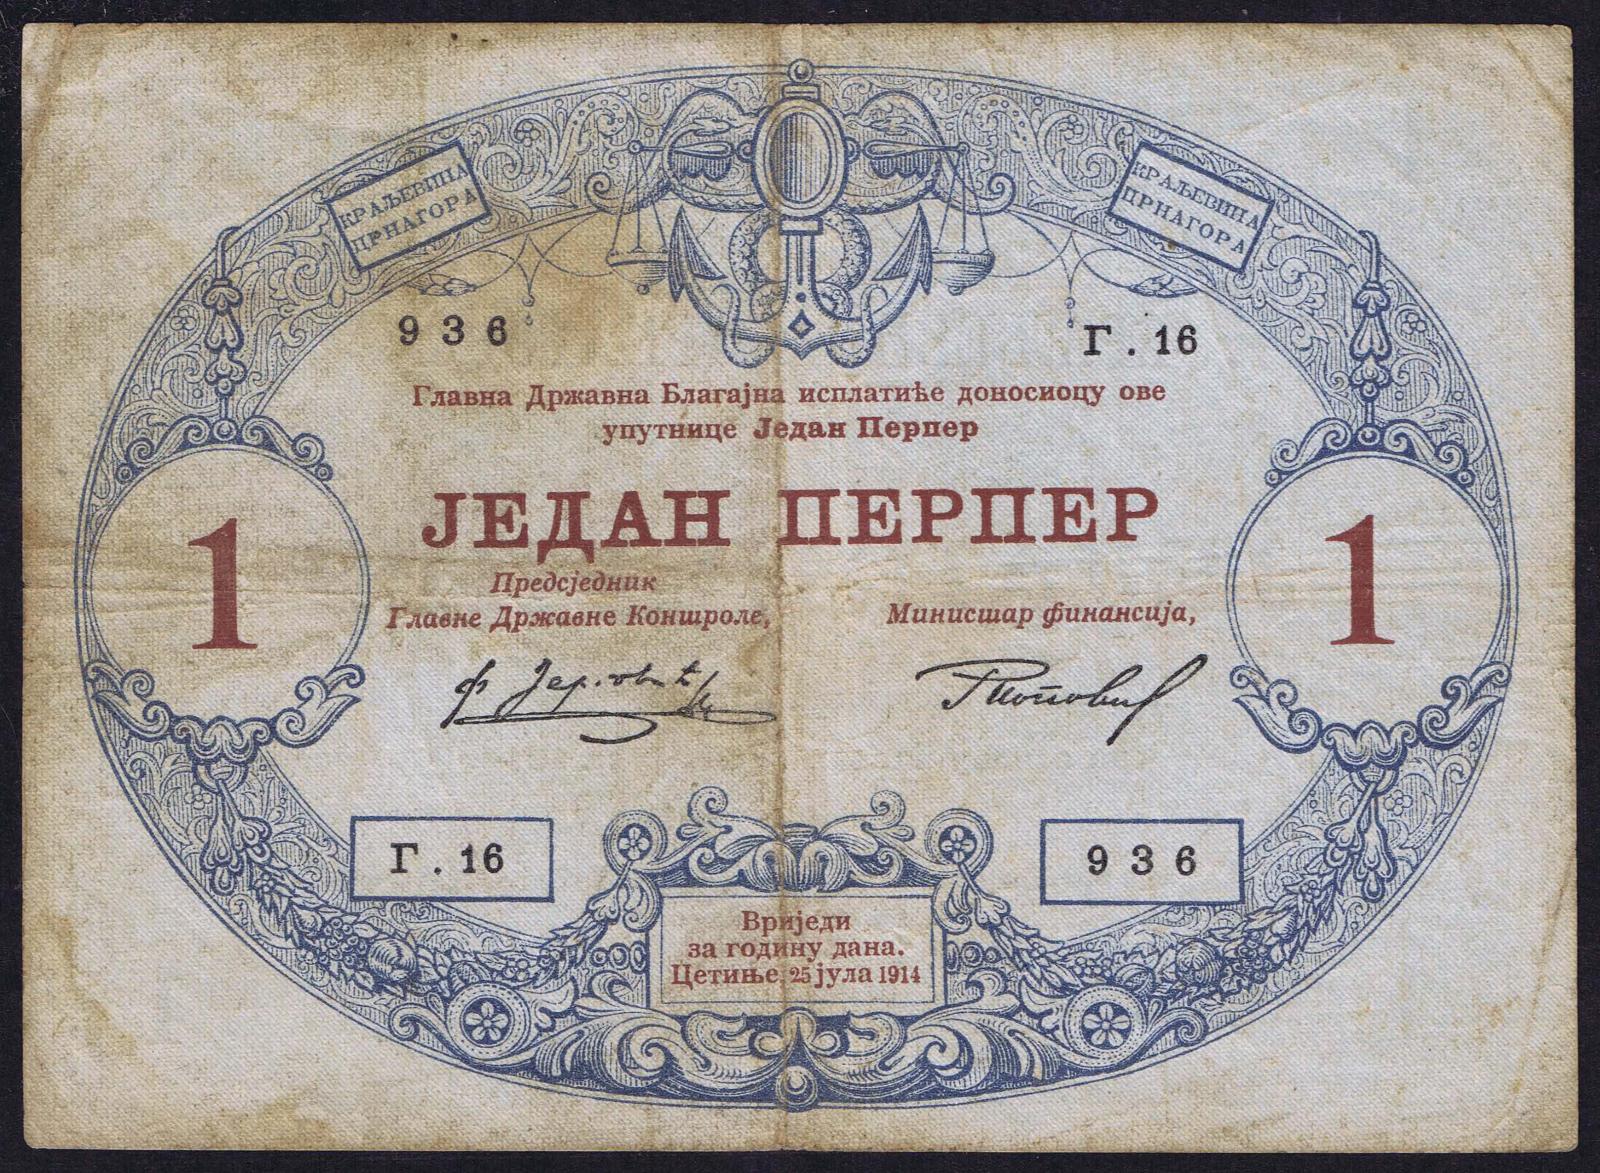 КРАЉЕВИНА
ЦРНАГОРА
КРАЉЕВИНА
ЦРНАГОРА
936
Г. 16
Главна Државна Благајна исплатиће доносиоцу ове
упутнице Један Перпер
ЈЕДАН ПЕРПЕР
1
1
Предсједник
Главне Државне Контроле,
Министар финансија,
Г. 16
936
Вриједи
за годину дана.
Цетиње, 25 јула 1914